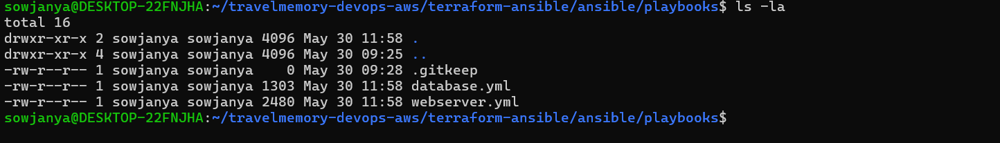 sowjanya@DESKTOP-22FNJHA:~/travelmemory-devops-aws/terraform-ansible/ansible/playbooks$ ls -la
total 16
drwxr-xr-x 2 sowjanya sowjanya 4096 May 30 11:58 .
drwxr-xr-x 4 sowjanya sowjanya 4096 May 30 09:25 ..
-rw-r--r-- 1 sowjanya sowjanya    0 May 30 09:28 .gitkeep
-rw-r--r-- 1 sowjanya sowjanya 1303 May 30 11:58 database.yml
-rw-r--r-- 1 sowjanya sowjanya 2480 May 30 11:58 webserver.yml
sowjanya@DESKTOP-22FNJHA:~/travelmemory-devops-aws/terraform-ansible/ansible/playbooks$